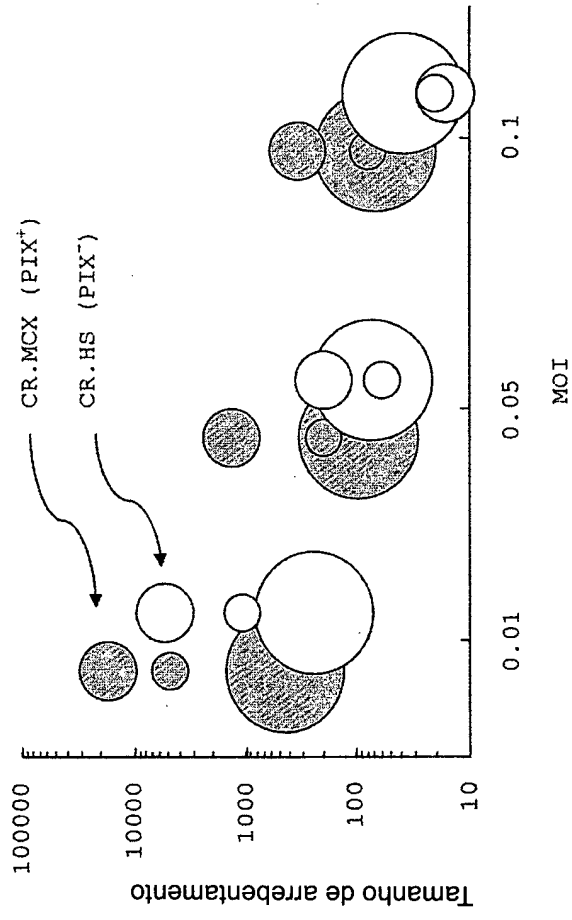 CR.MCX (PIX⁺)
CR.HS (PIX⁻)
Tamanho de arrebentamento
100000
10000
1000
100
10
0.01
0.05
0.1
MOI